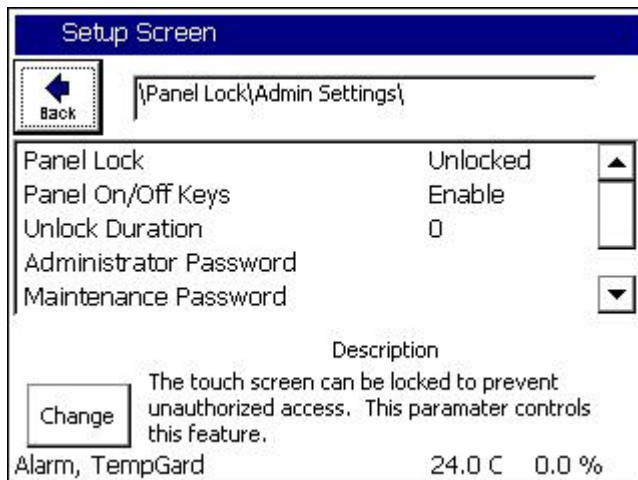 Setup Screen
Back
\Panel Lock\Admin Settings\
Panel Lock Unlocked
Panel On/Off Keys Enable
Unlock Duration 0
Administrator Password
Maintenance Password
Description
The touch screen can be locked to prevent
unauthorized access. This paramater controls
this feature.
Change
Alarm, TempGard 24.0 C 0.0 %